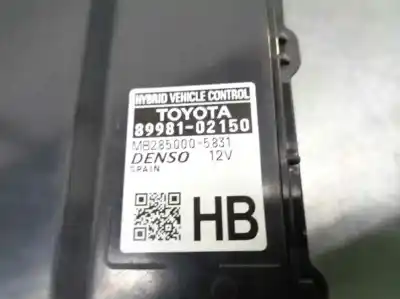 HYBRID VEHICLE CONTROL
TOYOTA
89981-02150
MB285000-5831
DENSO 12V
SPAIN
HB